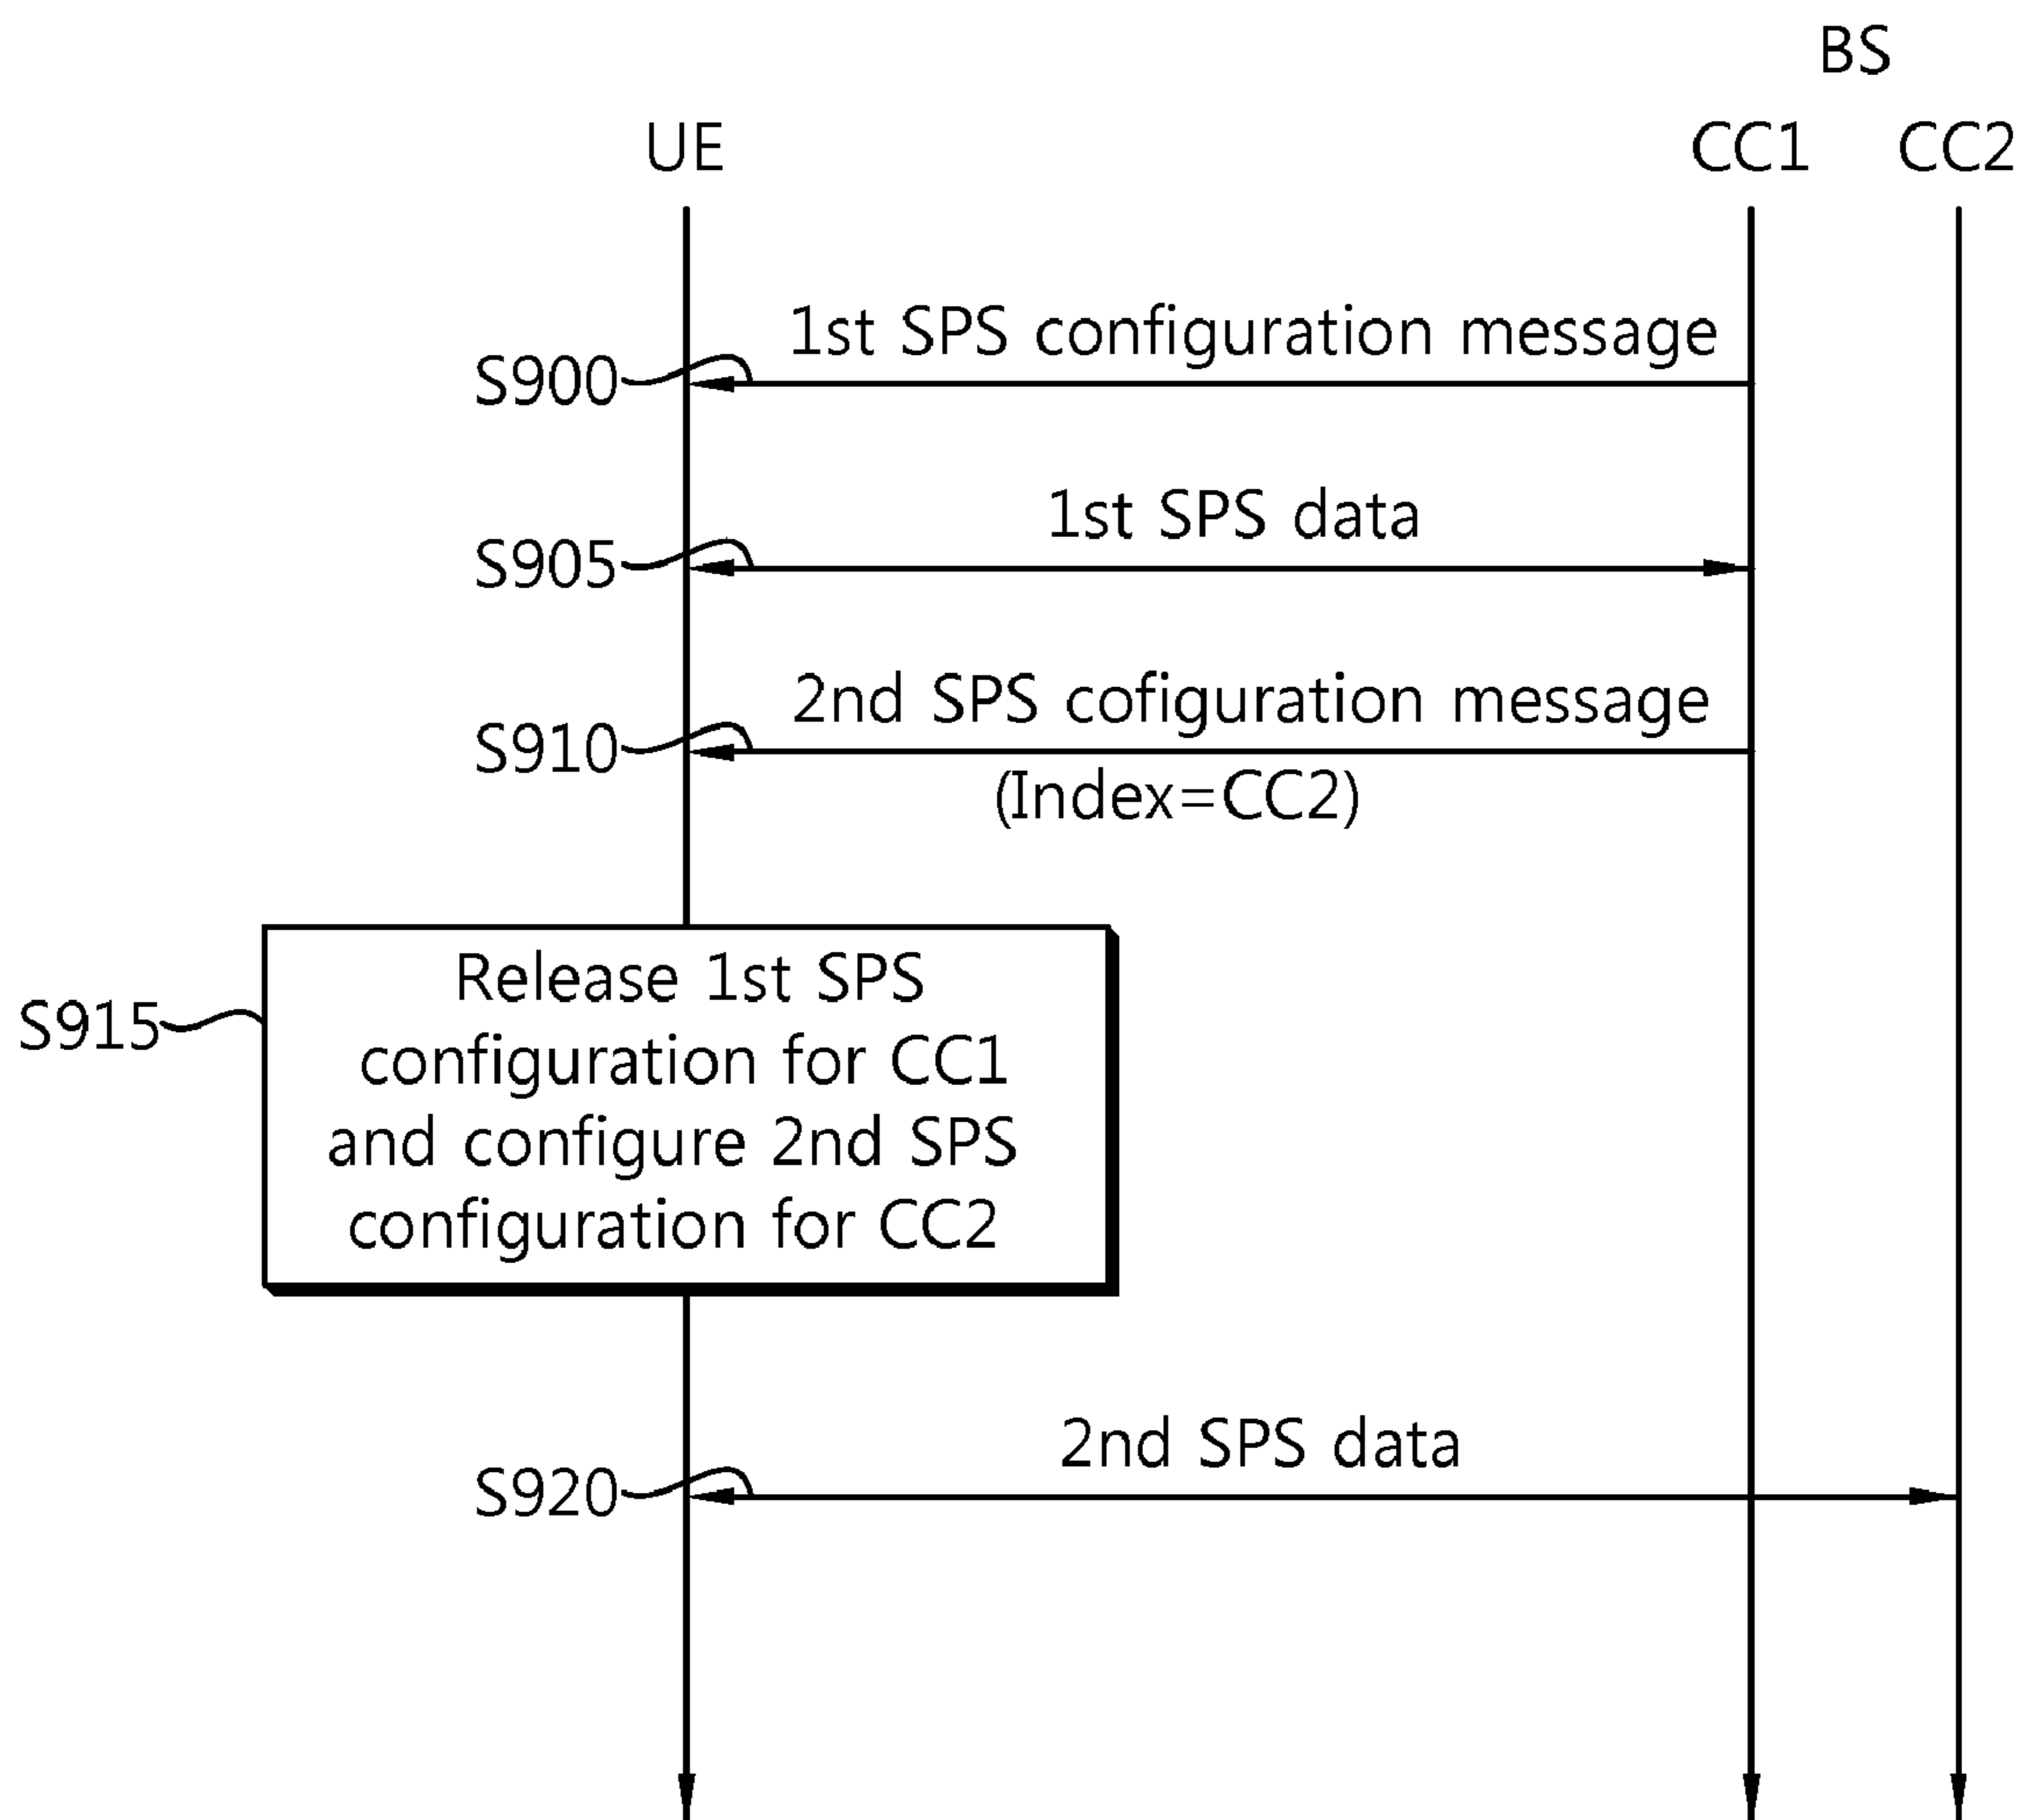 BS
UE
CC1
CC2
1st SPS configuration message
S900
1st SPS data
S905
2nd SPS cofiguration message
S910
(Index=CC2)
Release 1st SPS
configuration for CC1
and configure 2nd SPS
configuration for CC2
S915
2nd SPS data
S920